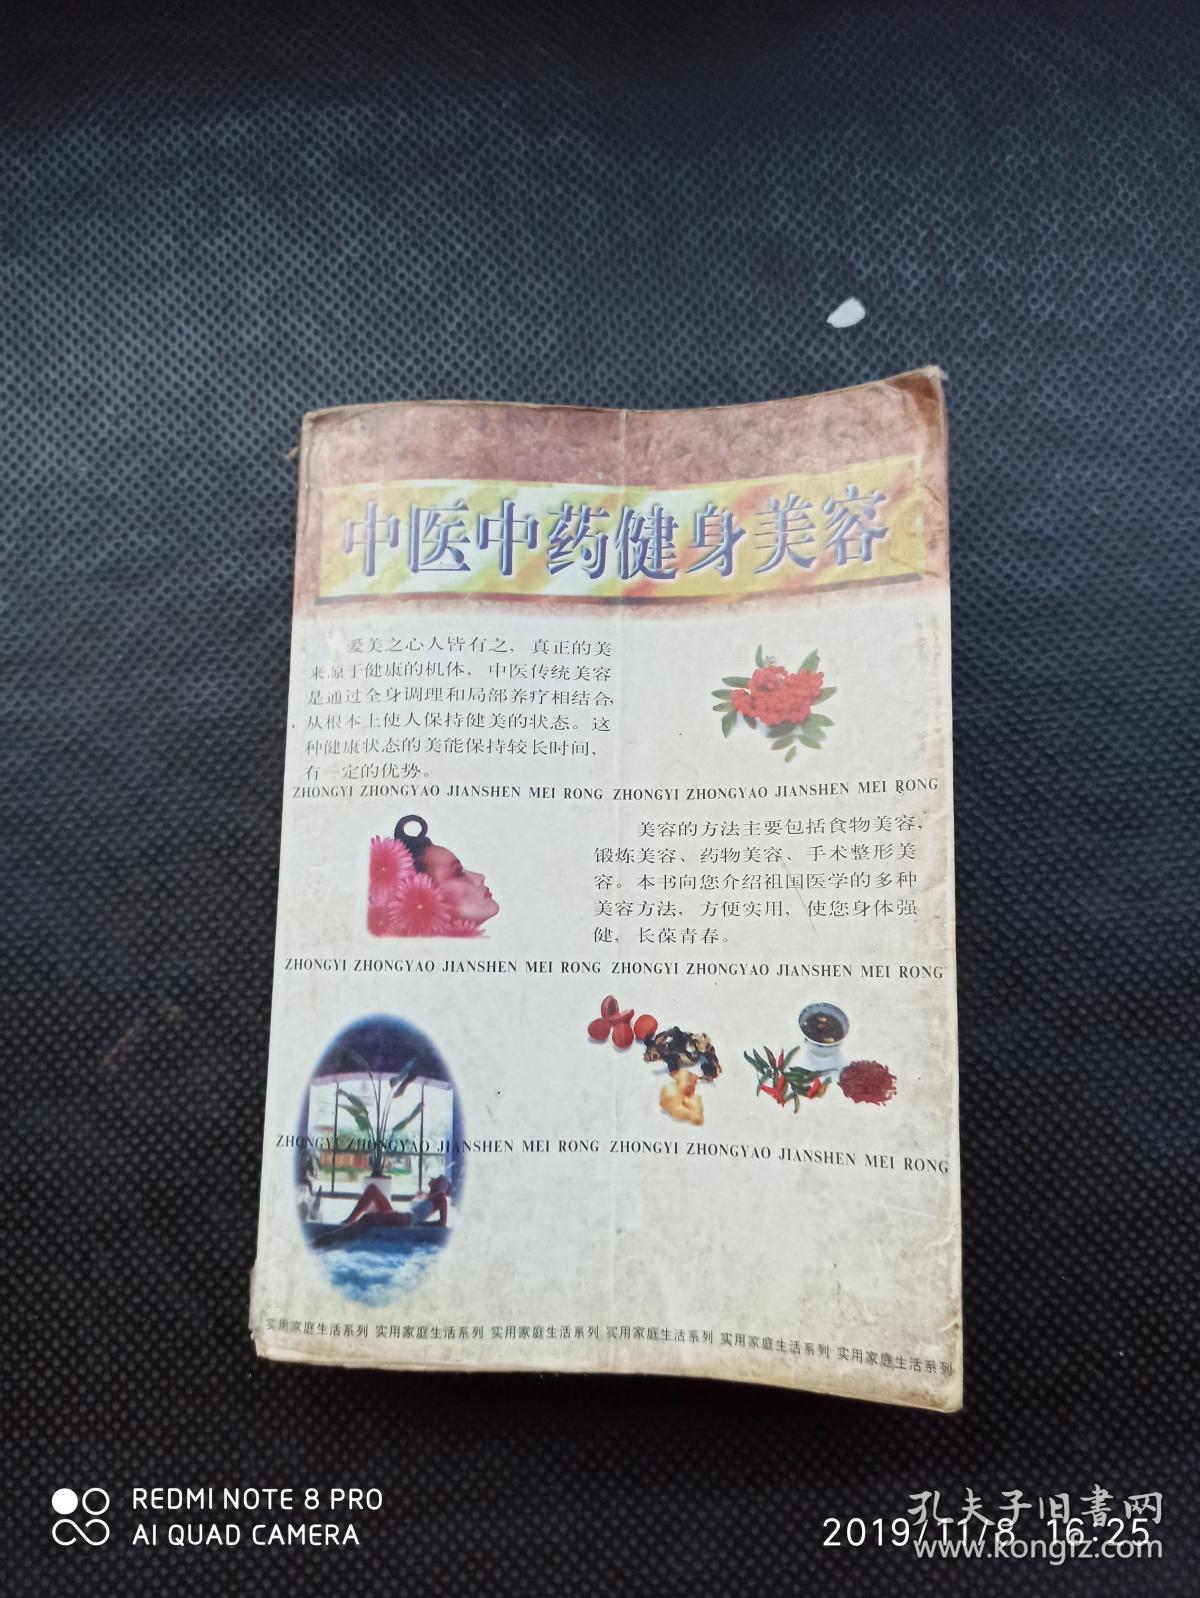 中医中药健身美容
爱美之心人皆有之，真正的美
来原于健康的机体，中医传统美容
是通过全身调理和局部养疗相结合，
从根本上使人保持健美的状态。这
种健康状态的美能保持较长时间，
有一定的优势。
ZHONGYI ZHONGYAO JIANSHEN MEI RONG ZHONGYI ZHONGYAO JIANSHEN MEI RONG
美容的方法主要包括食物美容，
锻炼美容、药物美容、手术整形美
容。本书向您介绍祖国医学的多种
美容方法，方便实用，使您身体强
健，长葆青春。
ZHONGYI ZHONGYAO JIANSHEN MEI RONG ZHONGYI ZHONGYAO JIANSHEN MEI RONG
ZHONGYI ZHONGYAO JIANSHEN MEI RONG ZHONGYI ZHONGYAO JIANSHEN MEI RONG
实用家庭生活系列 实用家庭生活系列 实用家庭生活系列 实用家庭生活系列 实用家庭生活系列 实用家庭生活系列
REDMI NOTE 8 PRO
AI QUAD CAMERA
孔夫子旧書网
2019/11/8 16:25
www.kongfz.com